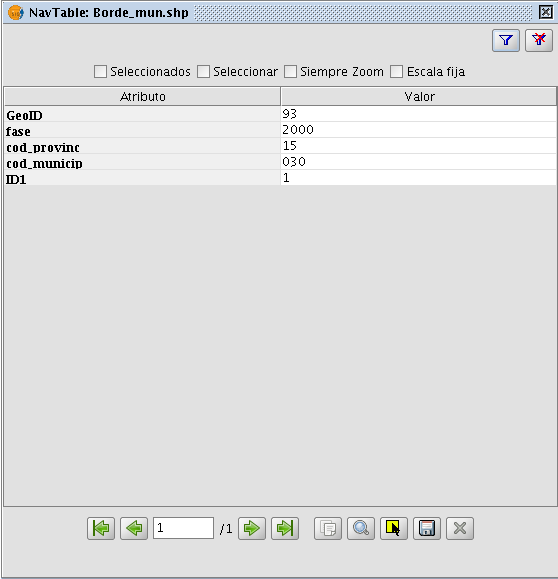 NavTable: Borde_mun.shp
Seleccionados Seleccionar Siempre Zoom Escala fija
Atributo Valor
GeoID 93
fase 2000
cod_provinc 15
cod_municip 030
ID1 1
1 /1